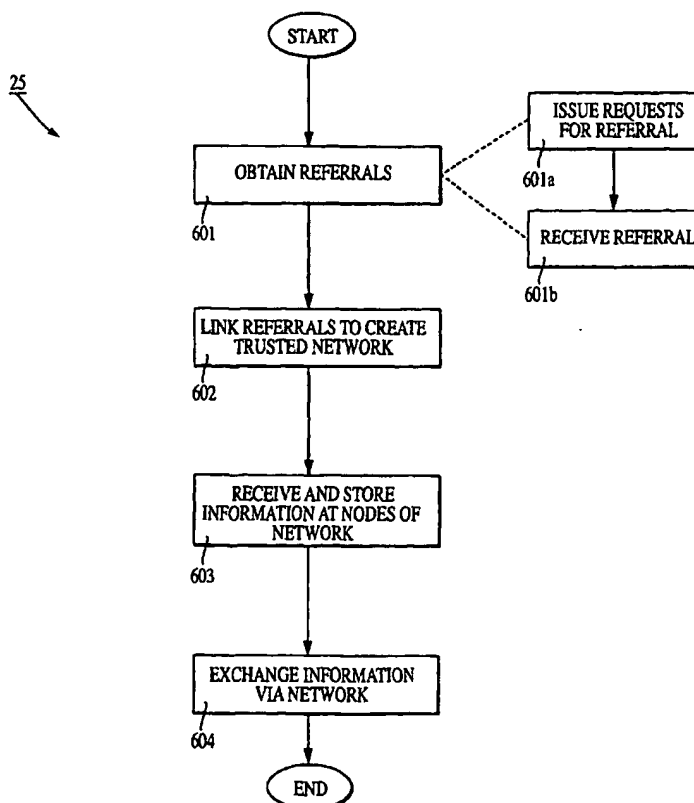 START
25
ISSUE REQUESTS
FOR REFERRAL
601a
OBTAIN REFERRALS
601
RECEIVE REFERRAL
601b
LINK REFERRALS TO CREATE
TRUSTED NETWORK
602
RECEIVE AND STORE
INFORMATION AT NODES OF
NETWORK
603
EXCHANGE INFORMATION
VIA NETWORK
604
END